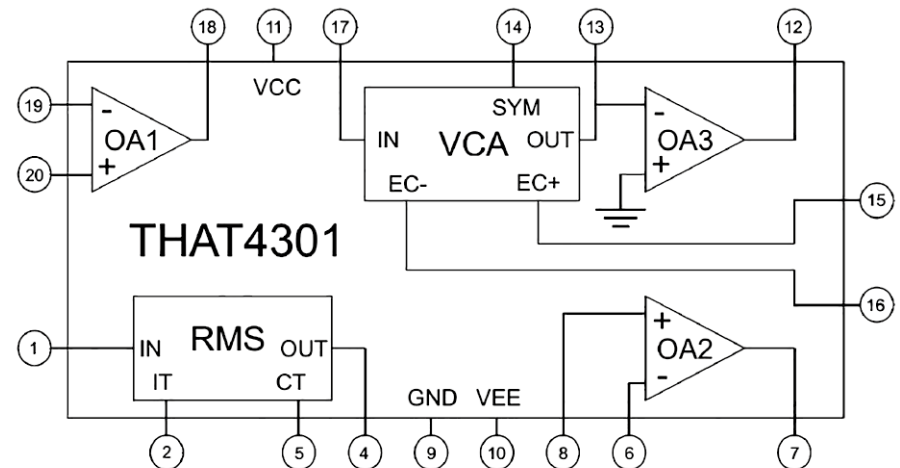 18 11 17 14 13 12
VCC
19 - OA1
20 +
SYM
IN VCA OUT
EC- EC+
- OA3
+
15
THAT4301
16
1 IN RMS OUT
IT CT
+
OA2
-
GND VEE
2 5 4 9 10 8 6 7